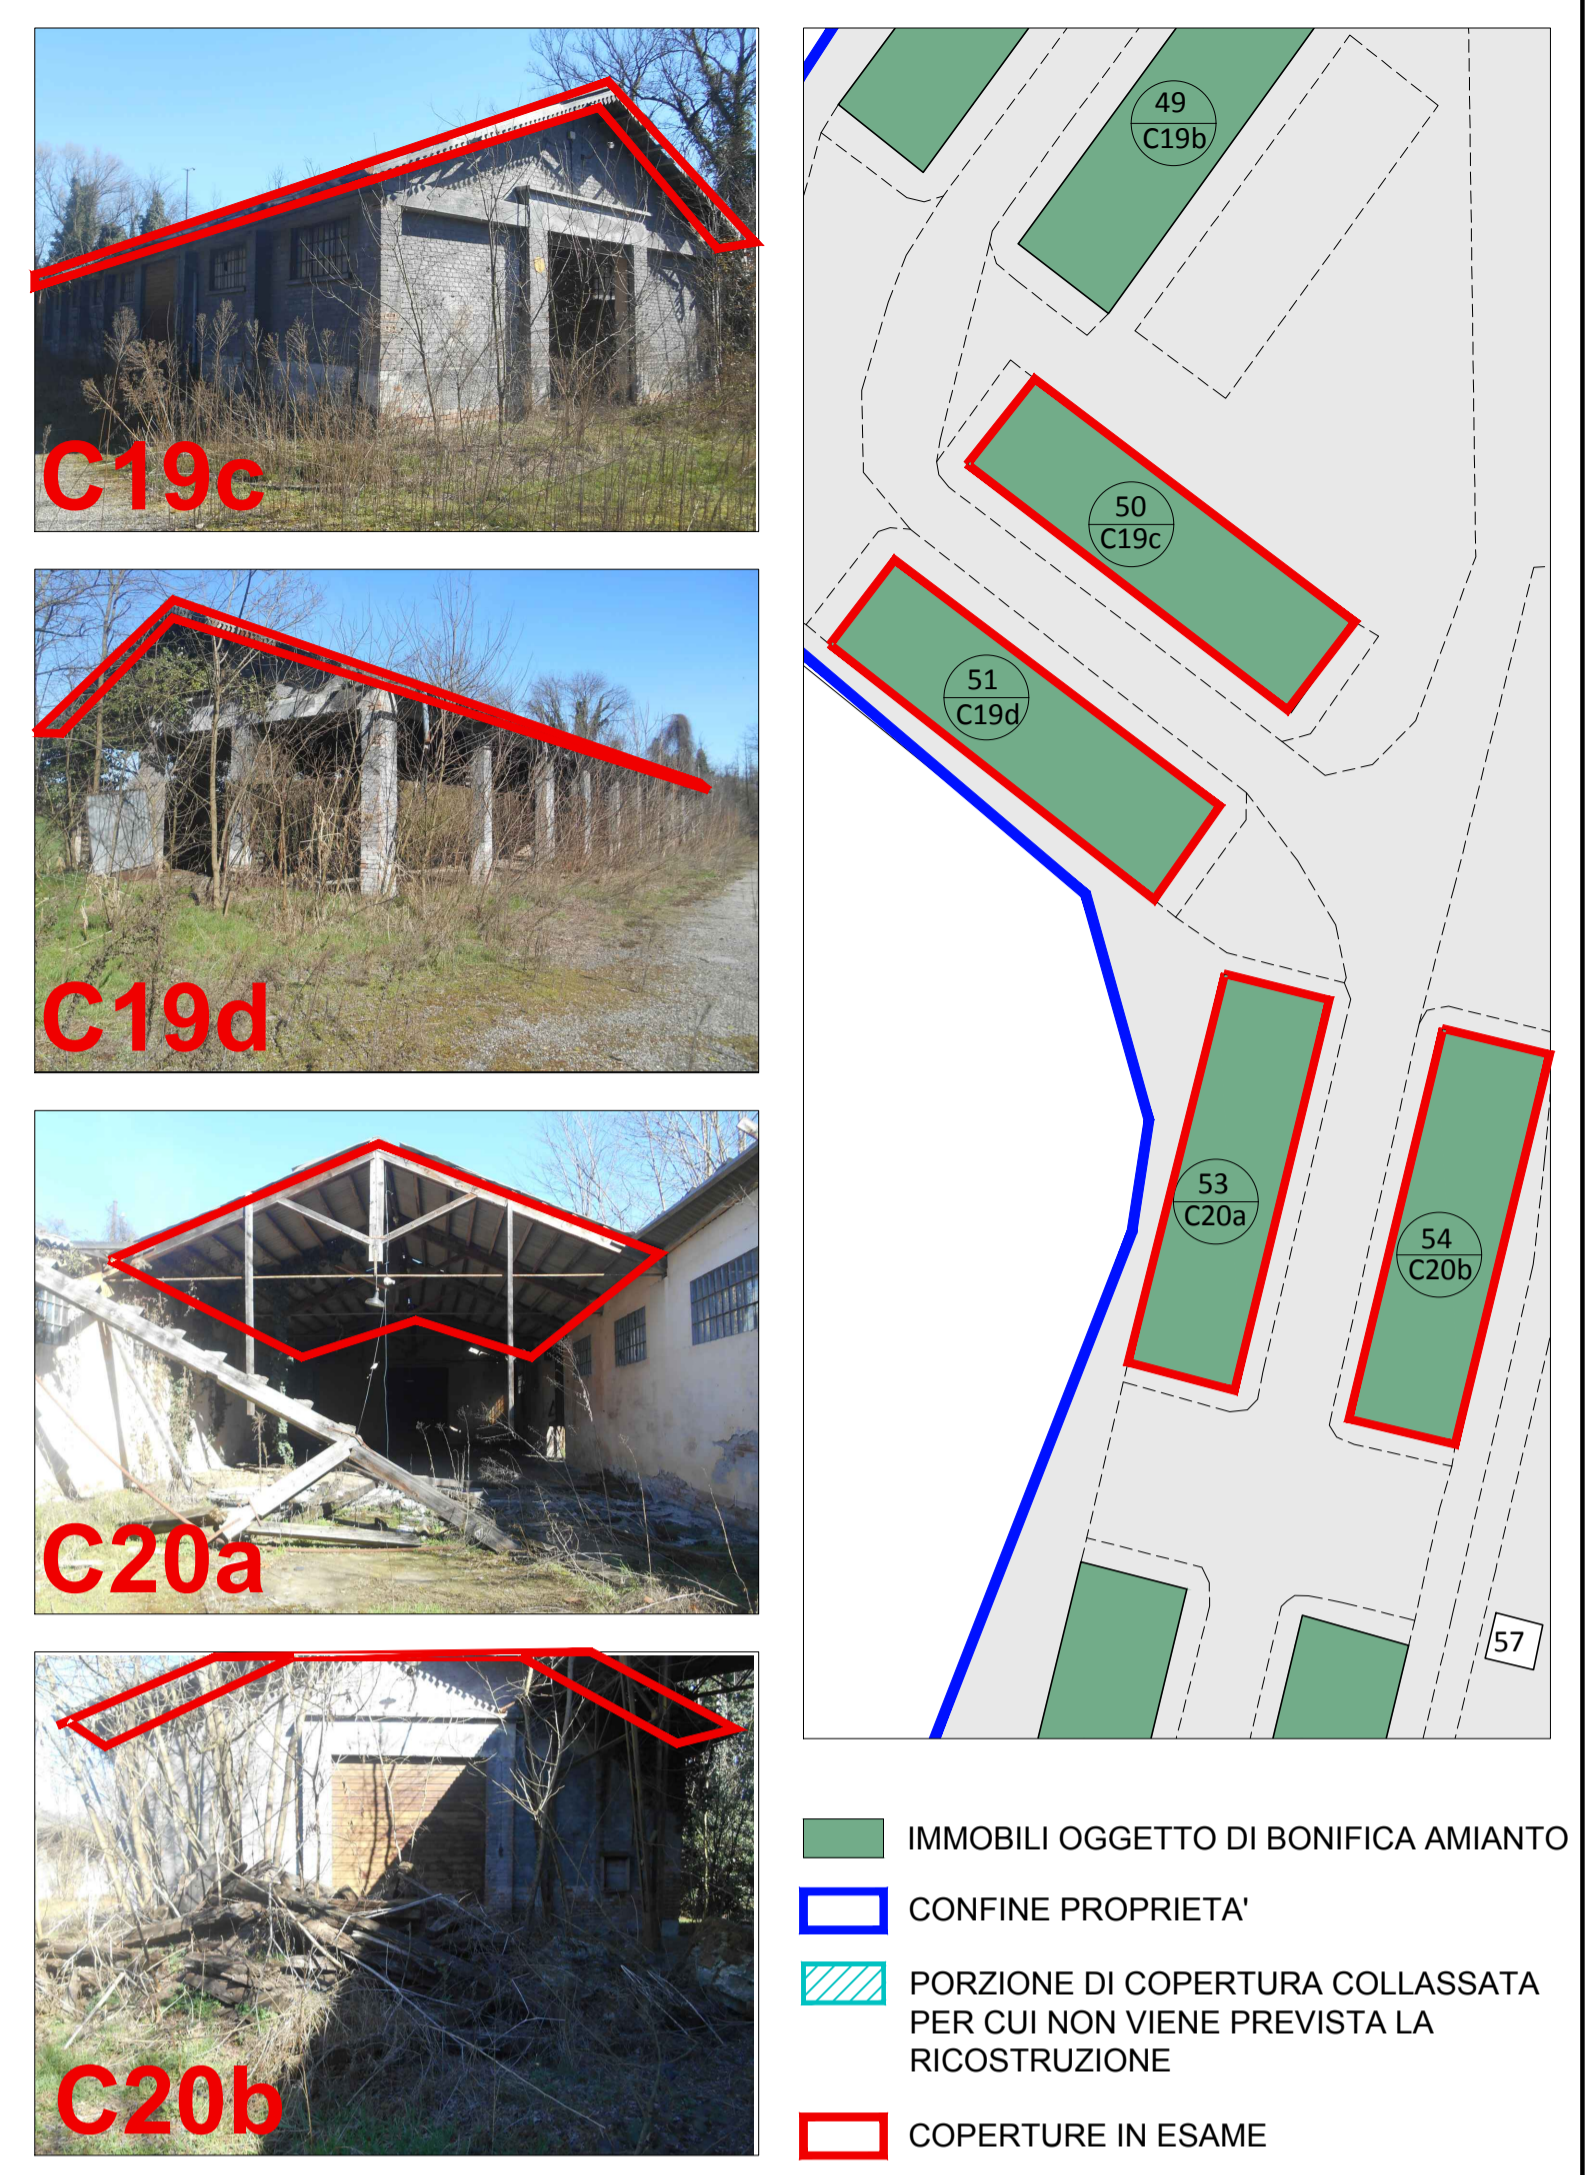 C19c
C19d
C20a
C20b
49
C19b
50
C19c
51
C19d
53
C20a
54
C20b
57
IMMOBILI OGGETTO DI BONIFICA AMIANTO
CONFINE PROPRIETA'
PORZIONE DI COPERTURA COLLASSATA
PER CUI NON VIENE PREVISTA LA
RICOSTRUZIONE
COPERTURE IN ESAME